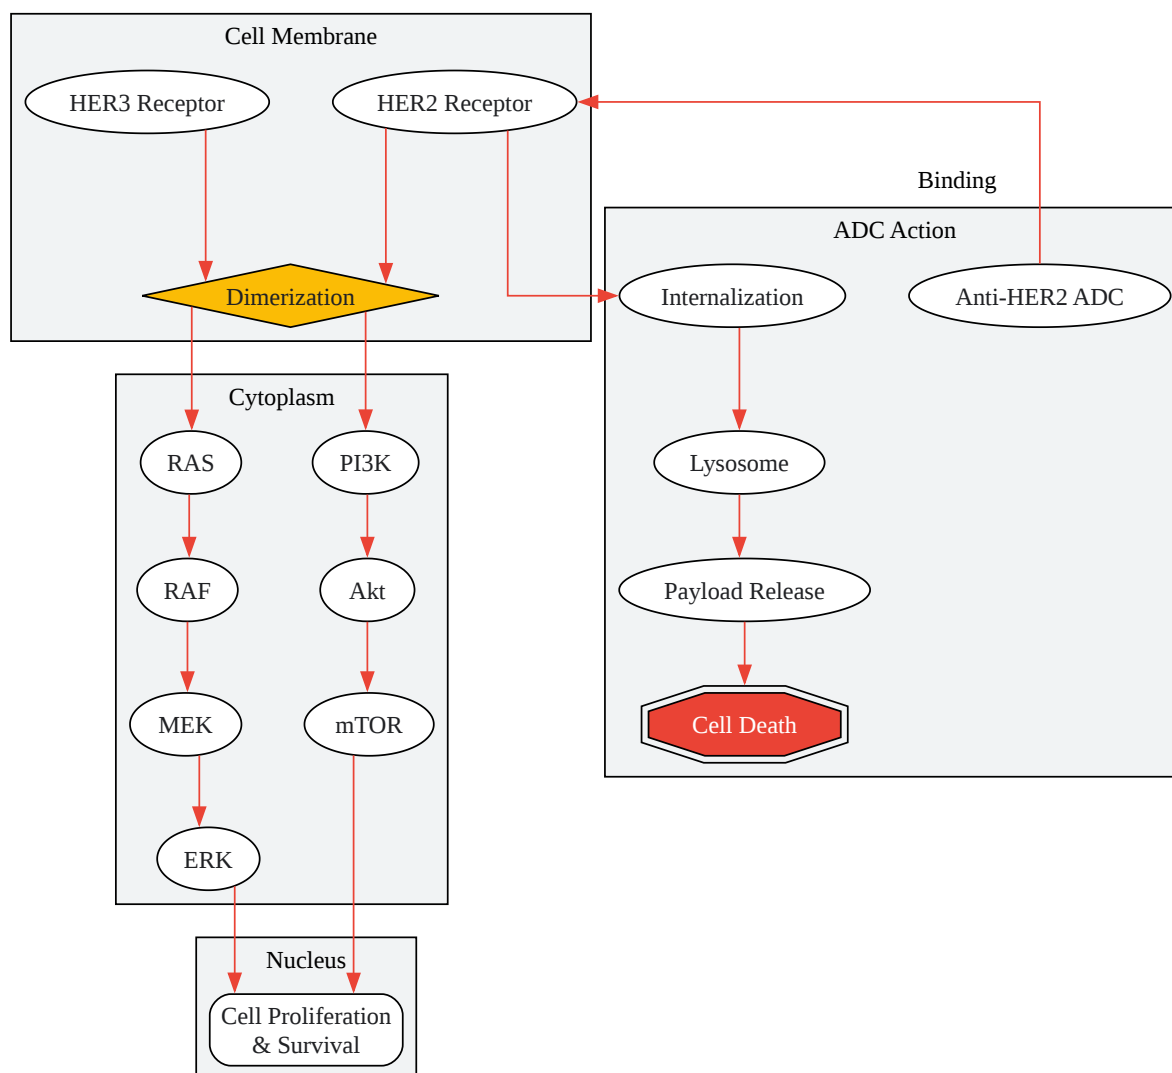 Cell Membrane
HER3 Receptor
HER2 Receptor
Dimerization
Binding
ADC Action
Internalization
Anti-HER2 ADC
Lysosome
Payload Release
Cell Death
Cytoplasm
RAS
PI3K
RAF
Akt
MEK
mTOR
ERK
Nucleus
Cell Proliferation
& Survival